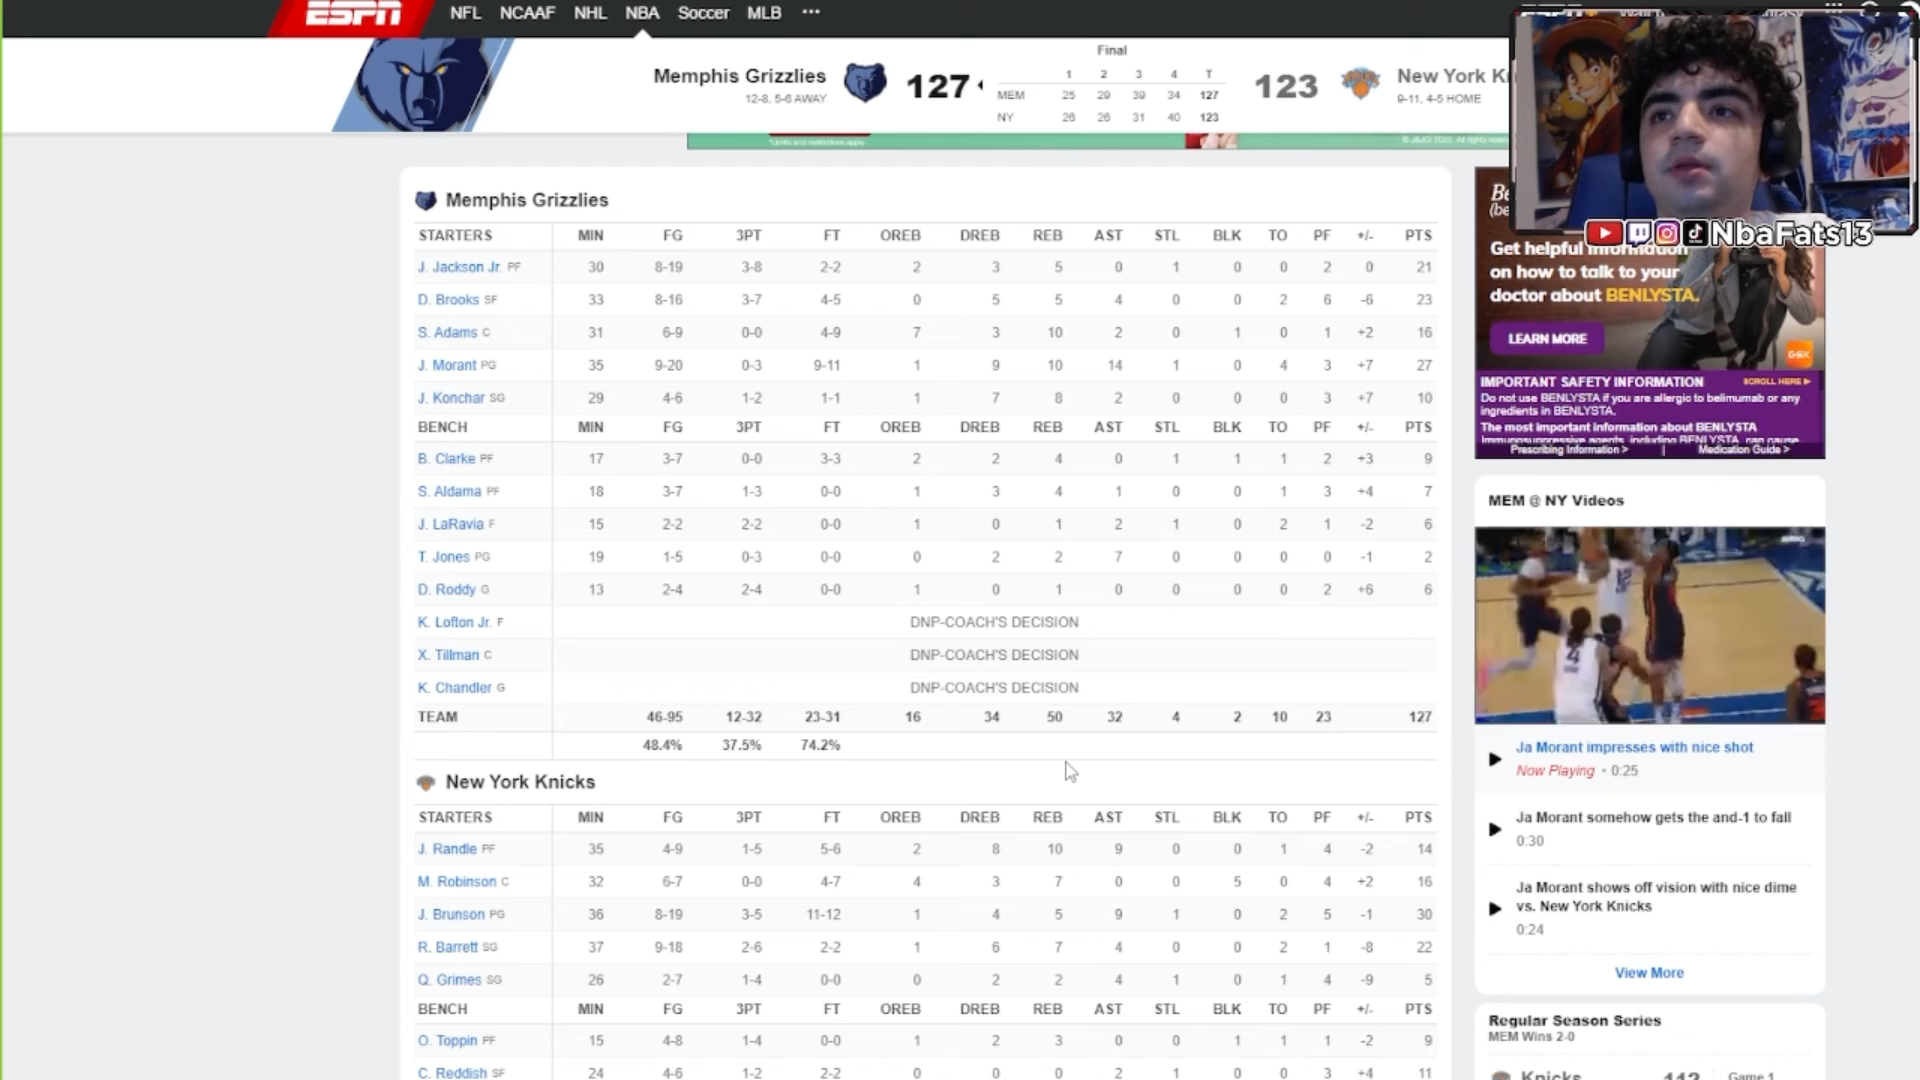 ESPN NFL NCAAF NHL NBA Soccer MLB ...
Final
Memphis Grizzlies 127
12-8, 5-6 AWAY
1 2 3 4 T
MEM 25 29 39 34 127
NY 26 26 31 40 123
123 New York
9-11, 4-5 HOME
NbaFats13
Memphis Grizzlies
STARTERS MIN FG 3PT FT OREB DREB REB AST STL BLK TO PF +/- PTS
J. Jackson Jr. PF 30 8-19 3-8 2-2 2 3 5 0 1 0 0 2 0 21
D. Brooks SF 33 8-16 3-7 4-5 0 5 5 4 0 0 2 6 -6 23
S. Adams C 31 6-9 0-0 4-9 7 3 10 2 0 1 0 1 +2 16
J. Morant PG 35 9-20 0-3 9-11 1 9 10 14 1 0 4 3 +7 27
J. Konchar SG 29 4-6 1-2 1-1 1 7 8 2 0 0 0 3 +7 10
BENCH MIN FG 3PT FT OREB DREB REB AST STL BLK TO PF +/- PTS
B. Clarke PF 17 3-7 0-0 3-3 2 2 4 0 1 1 1 2 +3 9
S. Aldama PF 18 3-7 1-3 0-0 1 3 4 1 0 0 1 3 +4 7
J. LaRavia F 15 2-2 2-2 0-0 1 0 1 2 1 0 2 1 -2 6
T. Jones PG 19 1-5 0-3 0-0 0 2 2 7 0 0 0 0 -1 2
D. Roddy G 13 2-4 2-4 0-0 1 0 1 0 0 0 0 2 +6 6
K. Lofton Jr. F DNP-COACH'S DECISION
X. Tillman C DNP-COACH'S DECISION
K. Chandler G DNP-COACH'S DECISION
TEAM 46-95 12-32 23-31 16 34 50 32 4 2 10 23 127
48.4% 37.5% 74.2%
New York Knicks
STARTERS MIN FG 3PT FT OREB DREB REB AST STL BLK TO PF +/- PTS
J. Randle PF 35 4-9 1-5 5-6 2 8 10 9 0 0 1 4 -2 14
M. Robinson C 32 6-7 0-0 4-7 4 3 7 0 0 5 0 4 +2 16
J. Brunson PG 36 8-19 3-5 11-12 1 4 5 9 1 0 2 5 -1 30
R. Barrett SG 37 9-18 2-6 2-2 1 6 7 4 0 0 2 1 -8 22
Q. Grimes SG 26 2-7 1-4 0-0 0 2 2 4 1 0 1 4 -9 5
BENCH MIN FG 3PT FT OREB DREB REB AST STL BLK TO PF +/- PTS
O. Toppin PF 15 4-8 1-4 0-0 1 2 3 0 0 1 1 1 -2 9
C. Reddish SF 24 4-6 1-2 2-2 0 0 0 2 1 0 0 3 +4 11
Get helpful information
on how to talk to your
doctor about BENLYSTA.
LEARN MORE
GSK
IMPORTANT SAFETY INFORMATION SCROLL HERE
Do not use BENLYSTA if you are allergic to belimumab or any
ingredients in BENLYSTA.
The most important information about BENLYSTA
Immunosuppressive agents, including BENLYSTA, can cause
Prescribing Information > | Medication Guide >
MEM @ NY Videos
Ja Morant impresses with nice shot
Now Playing • 0:25
Ja Morant somehow gets the and-1 to fall
0:30
Ja Morant shows off vision with nice dime
vs. New York Knicks
0:24
View More
Regular Season Series
MEM Wins 2-0
Knicks 112 Game 1